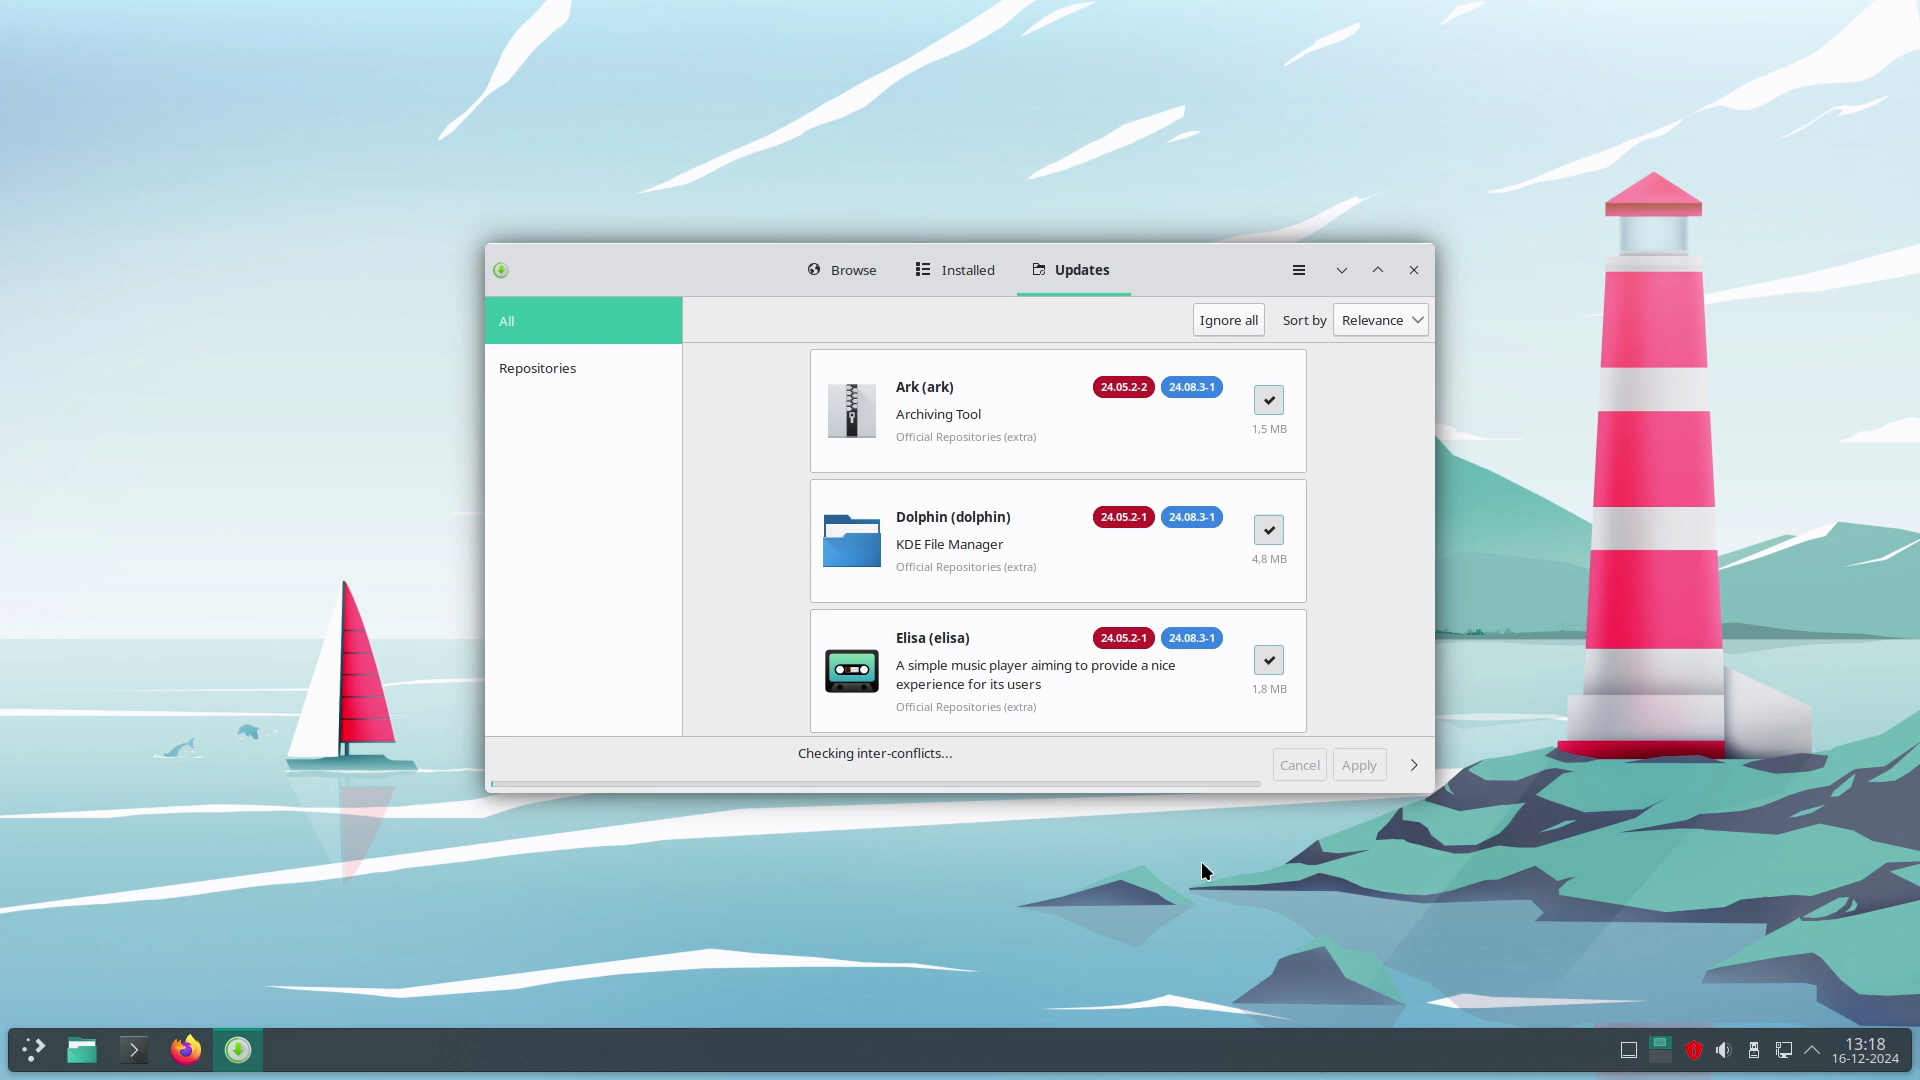 Browse
Installed
Updates
All
Ignore all
Sort by
Relevance
Repositories
Ark (ark)
24.05.2-2
24.08.3-1
Archiving Tool
1,5 MB
Official Repositories (extra)
Dolphin (dolphin)
24.05.2-1
24.08.3-1
KDE File Manager
4,8 MB
Official Repositories (extra)
Elisa (elisa)
24.05.2-1
24.08.3-1
A simple music player aiming to provide a nice
experience for its users
1,8 MB
Official Repositories (extra)
Checking inter-conflicts...
Cancel
Apply
13:18
16-12-2024